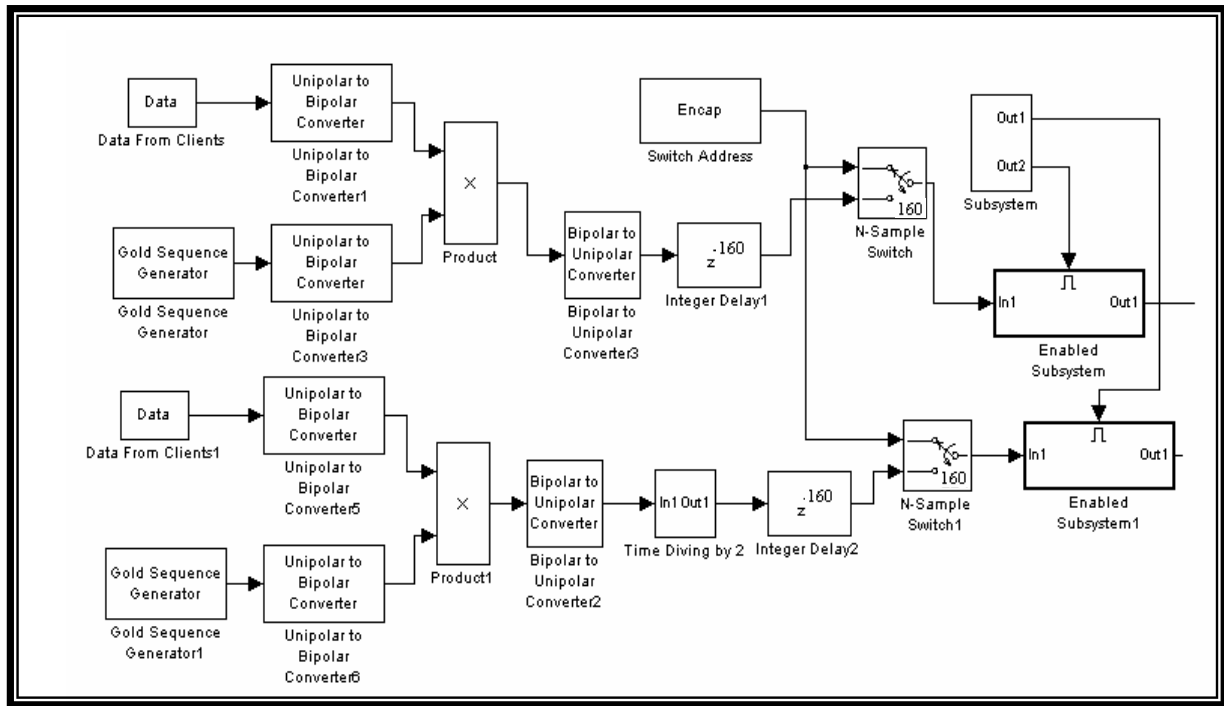 Data
Data From Clients
Unipolar to
Bipolar
Converter
Unipolar to
Bipolar
Converter1
Gold Sequence
Generator
Gold Sequence
Generator
Unipolar to
Bipolar
Converter
Unipolar to
Bipolar
Converter3
×
Product
Bipolar to
Unipolar
Converter
Bipolar to
Unipolar
Converter3
z-160
Integer Delay1
Encap
Switch Address
160
N-Sample
Switch
Out1
Out2
Subsystem
In1
Out1
Enabled
Subsystem
Data
Data From Clients1
Unipolar to
Bipolar
Converter
Unipolar to
Bipolar
Converter5
Gold Sequence
Generator
Gold Sequence
Generator1
Unipolar to
Bipolar
Converter
Unipolar to
Bipolar
Converter6
×
Product1
Bipolar to
Unipolar
Converter
Bipolar to
Unipolar
Converter2
In1 Out1
Time Diving by 2
z-160
Integer Delay2
160
N-Sample
Switch1
In1
Out1
Enabled
Subsystem1